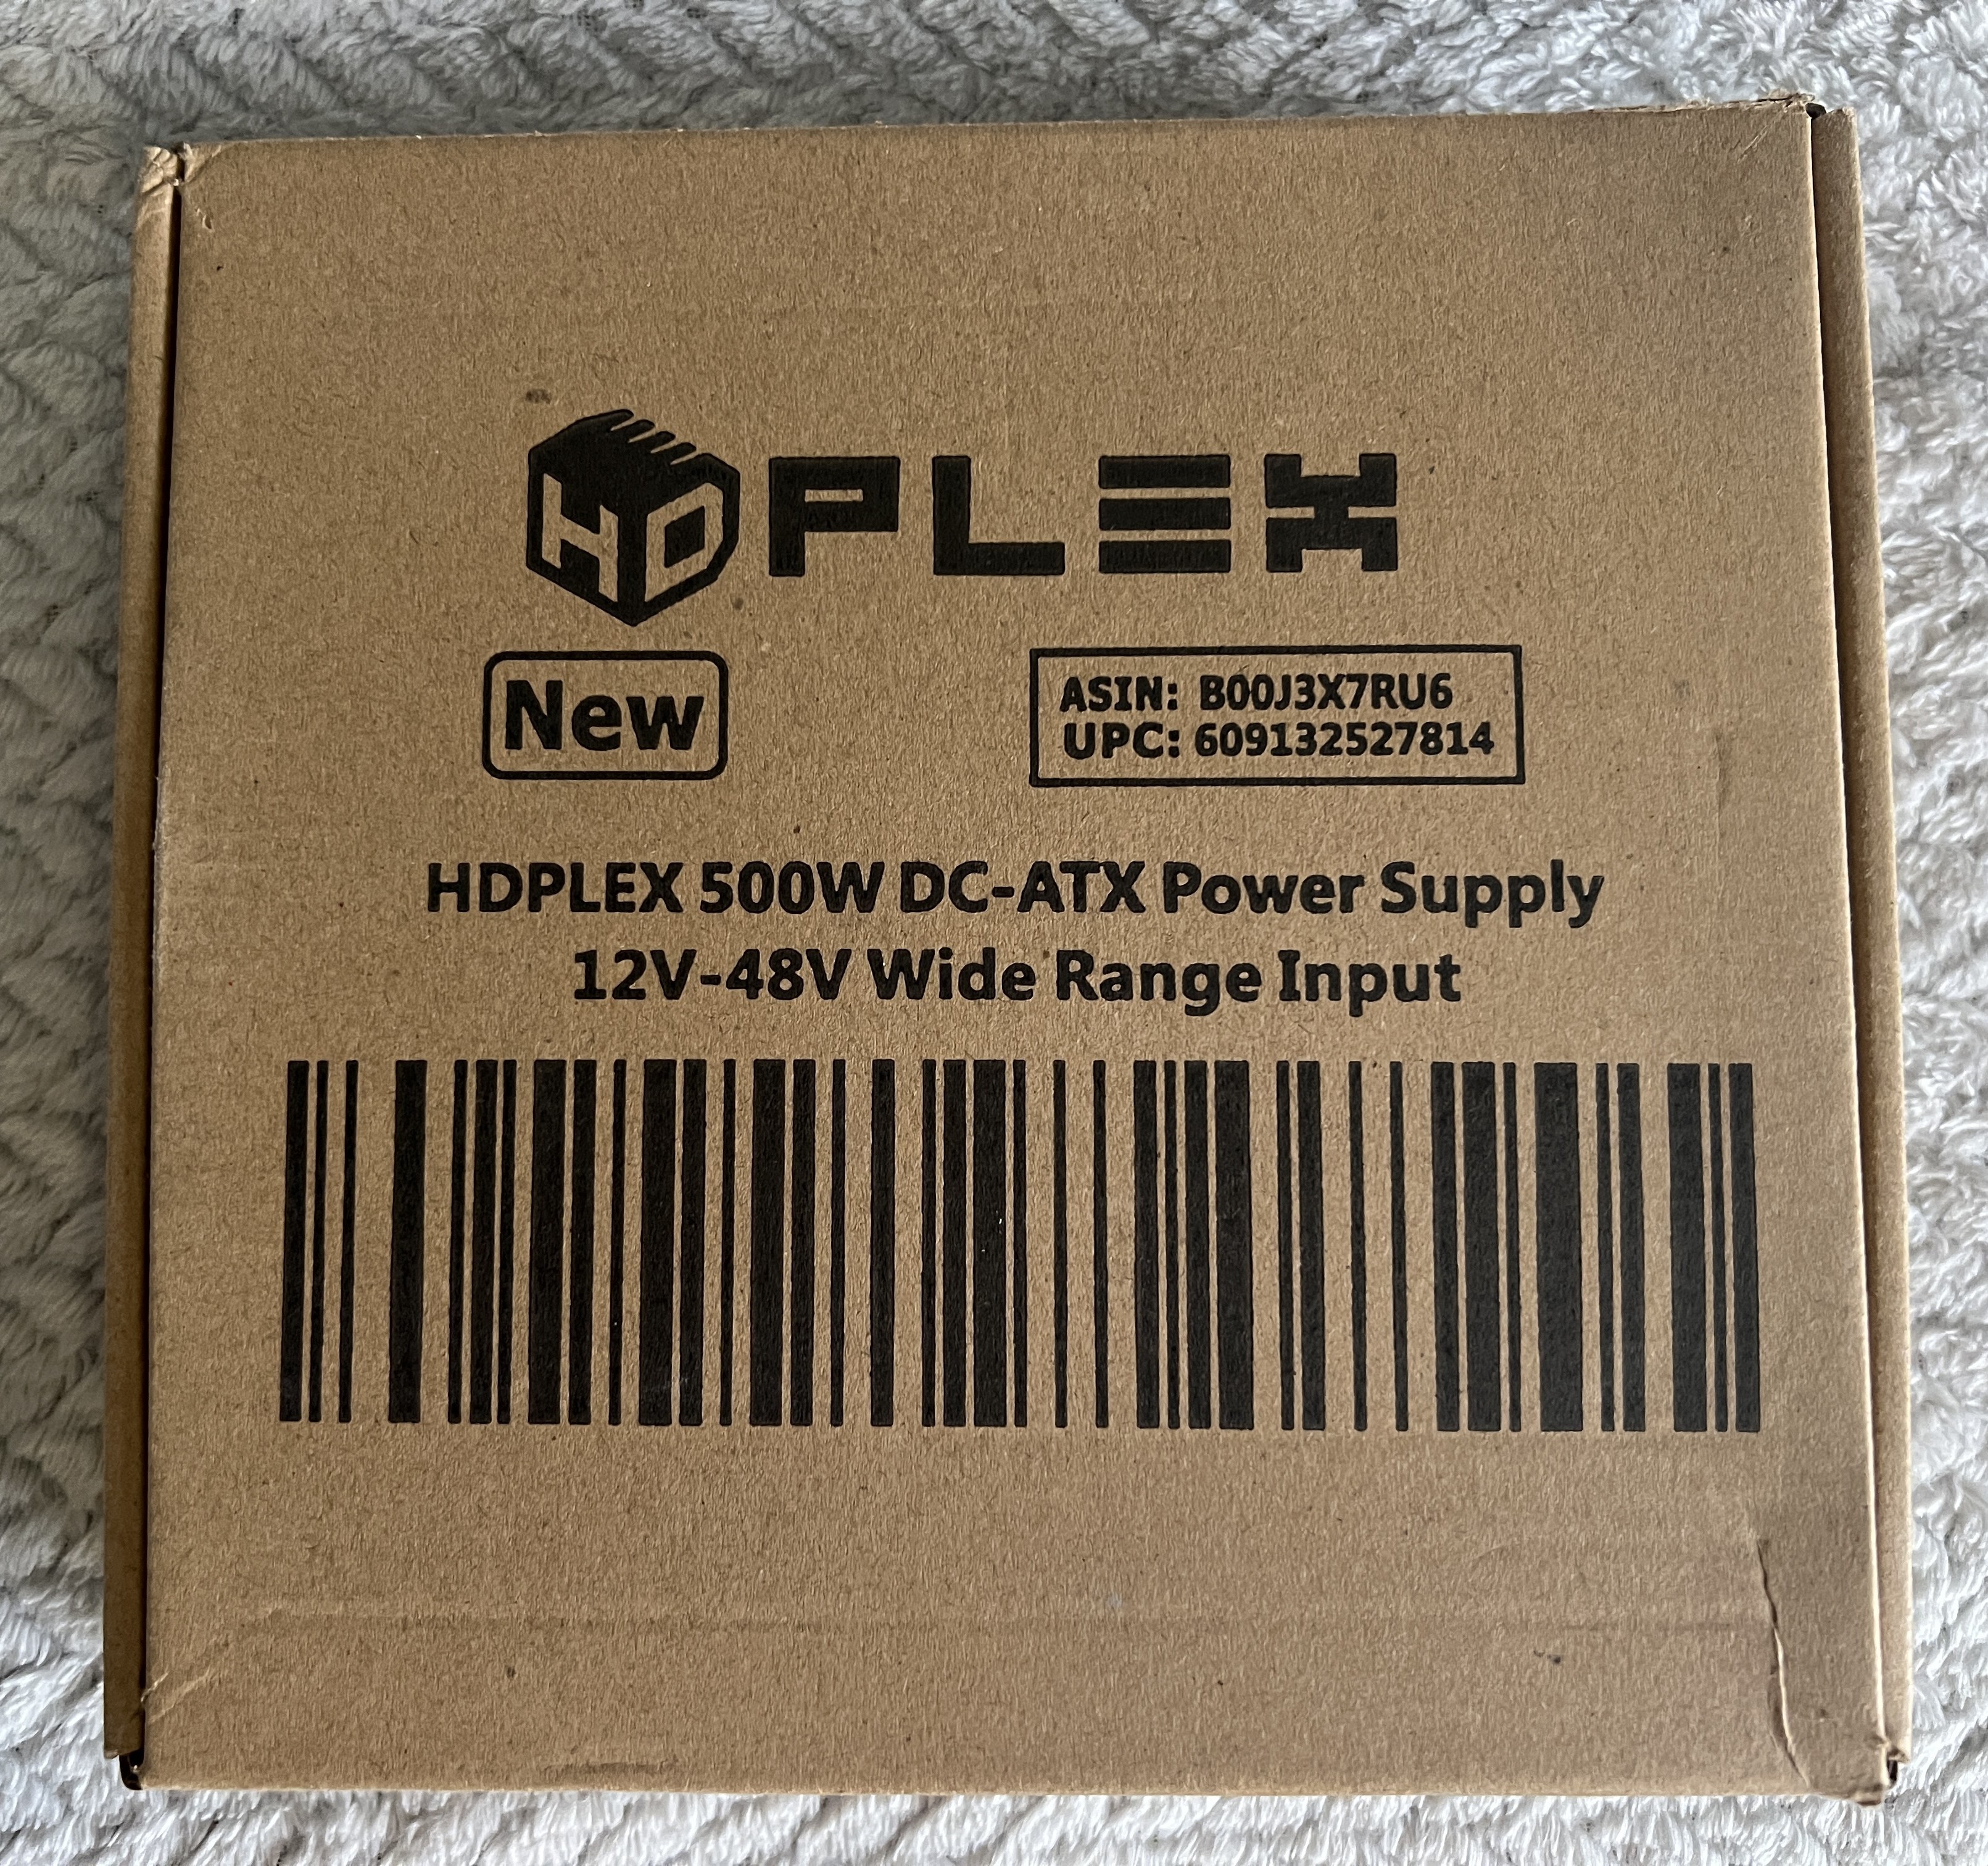 HDPLEX
New
ASIN: B00J3X7RU6
UPC: 609132527814
HDPLEX 500W DC-ATX Power Supply
12V-48V Wide Range Input